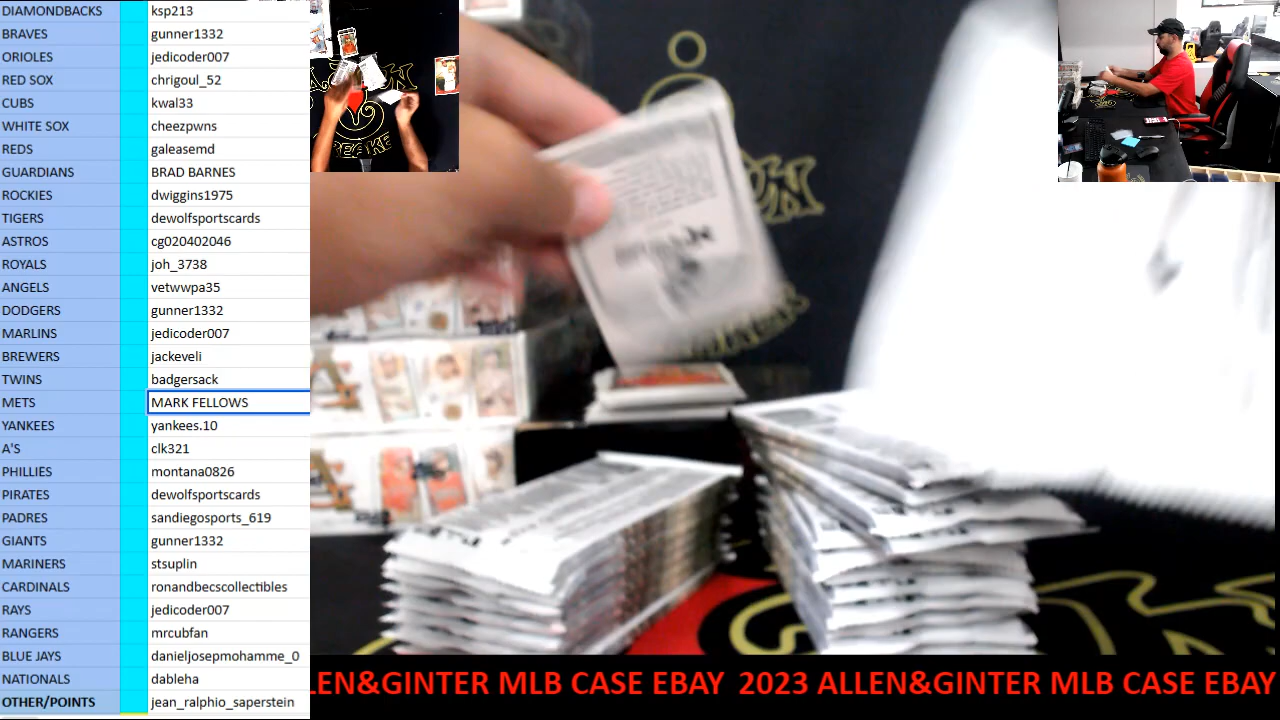 DIAMONDBACKS ksp213
BRAVES gunner1332
ORIOLES jedicoder007
RED SOX chrigoul_52
CUBS kwal33
WHITE SOX cheezpwns
REDS galeasemd
GUARDIANS BRAD BARNES
ROCKIES dwiggins1975
TIGERS dewolfsportscards
ASTROS cg020402046
ROYALS joh_3738
ANGELS vetwwpa35
DODGERS gunner1332
MARLINS jedicoder007
BREWERS jackeveli
TWINS badgersack
METS MARK FELLOWS
YANKEES yankees.10
A'S clk321
PHILLIES montana0826
PIRATES dewolfsportscards
PADRES sandiegosports_619
GIANTS gunner1332
MARINERS stsuplin
CARDINALS ronandbecscollectibles
RAYS jedicoder007
RANGERS mrcubfan
BLUE JAYS danieljosepmohamme_0
NATIONALS dableha
OTHER/POINTS jean_ralphio_saperstein
LEN&GINTER MLB CASE EBAY 2023 ALLEN&GINTER MLB CASE EBAY